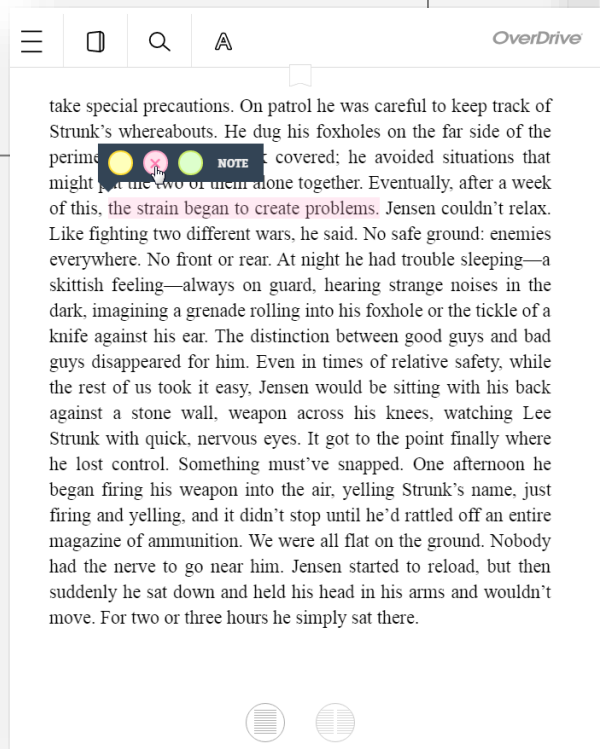 OverDrive
take special precautions. On patrol he was careful to keep track of
Strunk’s whereabouts. He dug his foxholes on the far side of the
NOTE
covered; he avoided situations that
might the two of them alone together. Eventually, after a week
of this, the strain began to create problems. Jensen couldn’t relax.
Like fighting two different wars, he said. No safe ground: enemies
everywhere. No front or rear. At night he had trouble sleeping—a
skittish feeling—always on guard, hearing strange noises in the
dark, imagining a grenade rolling into his foxhole or the tickle of a
knife against his ear. The distinction between good guys and bad
guys disappeared for him. Even in times of relative safety, while
the rest of us took it easy, Jensen would be sitting with his back
against a stone wall, weapon across his knees, watching Lee
Strunk with quick, nervous eyes. It got to the point finally where
he lost control. Something must’ve snapped. One afternoon he
began firing his weapon into the air, yelling Strunk’s name, just
firing and yelling, and it didn’t stop until he’d rattled off an entire
magazine of ammunition. We were all flat on the ground. Nobody
had the nerve to go near him. Jensen started to reload, but then
suddenly he sat down and held his head in his arms and wouldn’t
move. For two or three hours he simply sat there.